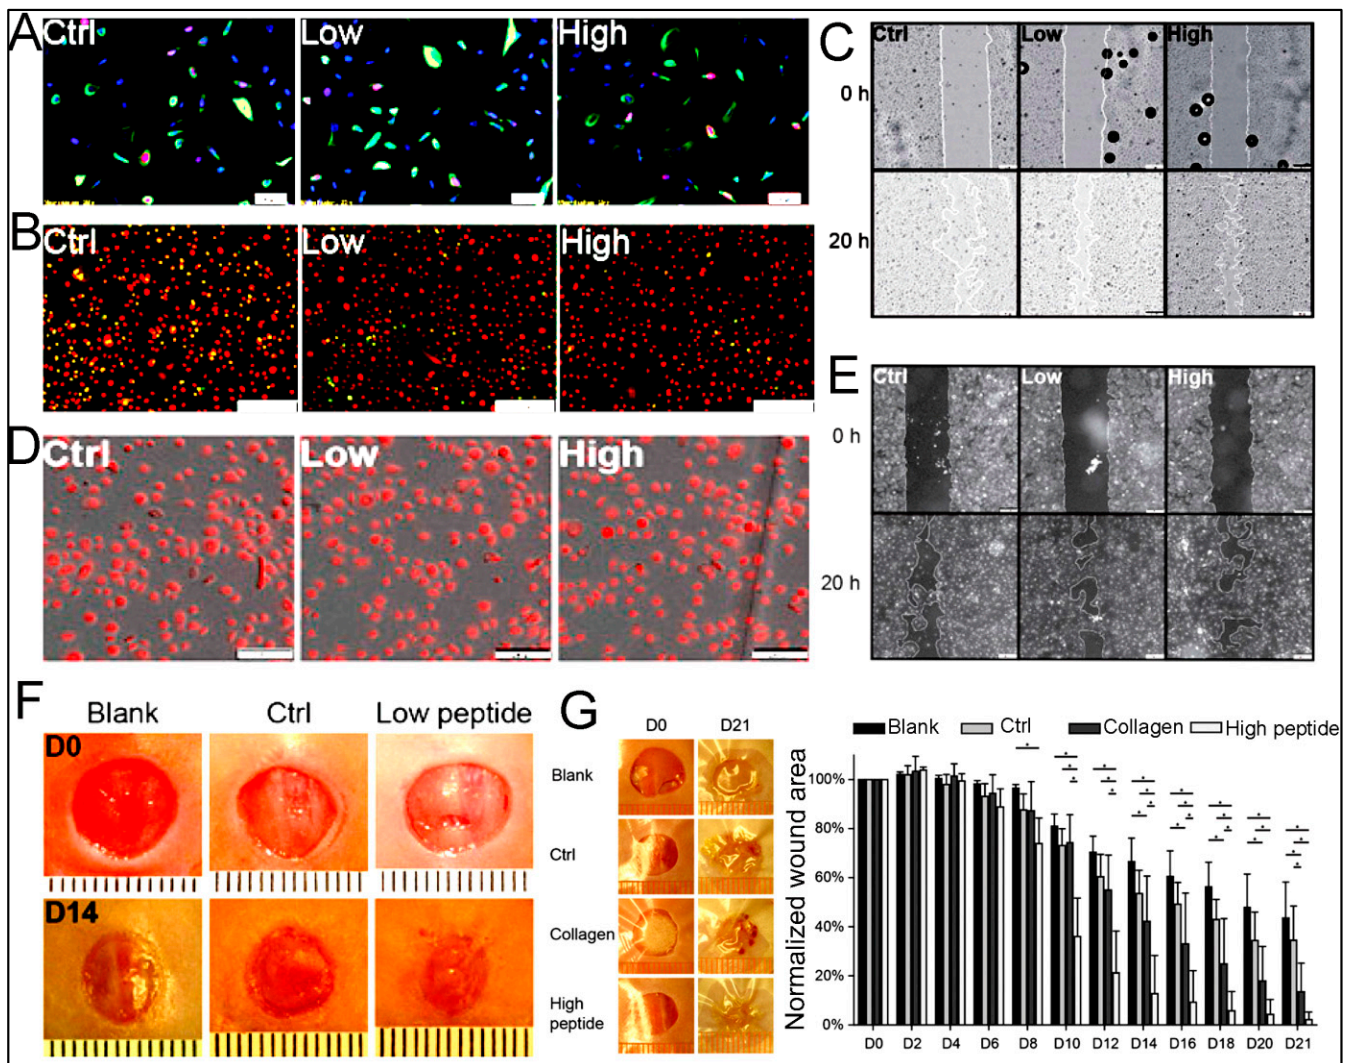 A
Ctrl
Low
High
B
Ctrl
Low
High
C
Ctrl
Low
High
0 h
20 h
D
Ctrl
Low
High
E
Ctrl
Low
High
0 h
20 h
F
Blank
Ctrl
Low peptide
D0
D14
G
D0
D21
Blank
Ctrl
Collagen
High
peptide
Blank
Ctrl
Collagen
High peptide
Normalized wound area
100%
80%
60%
40%
20%
0%
D0 D2 D4 D6 D8 D10 D12 D14 D16 D18 D20 D21